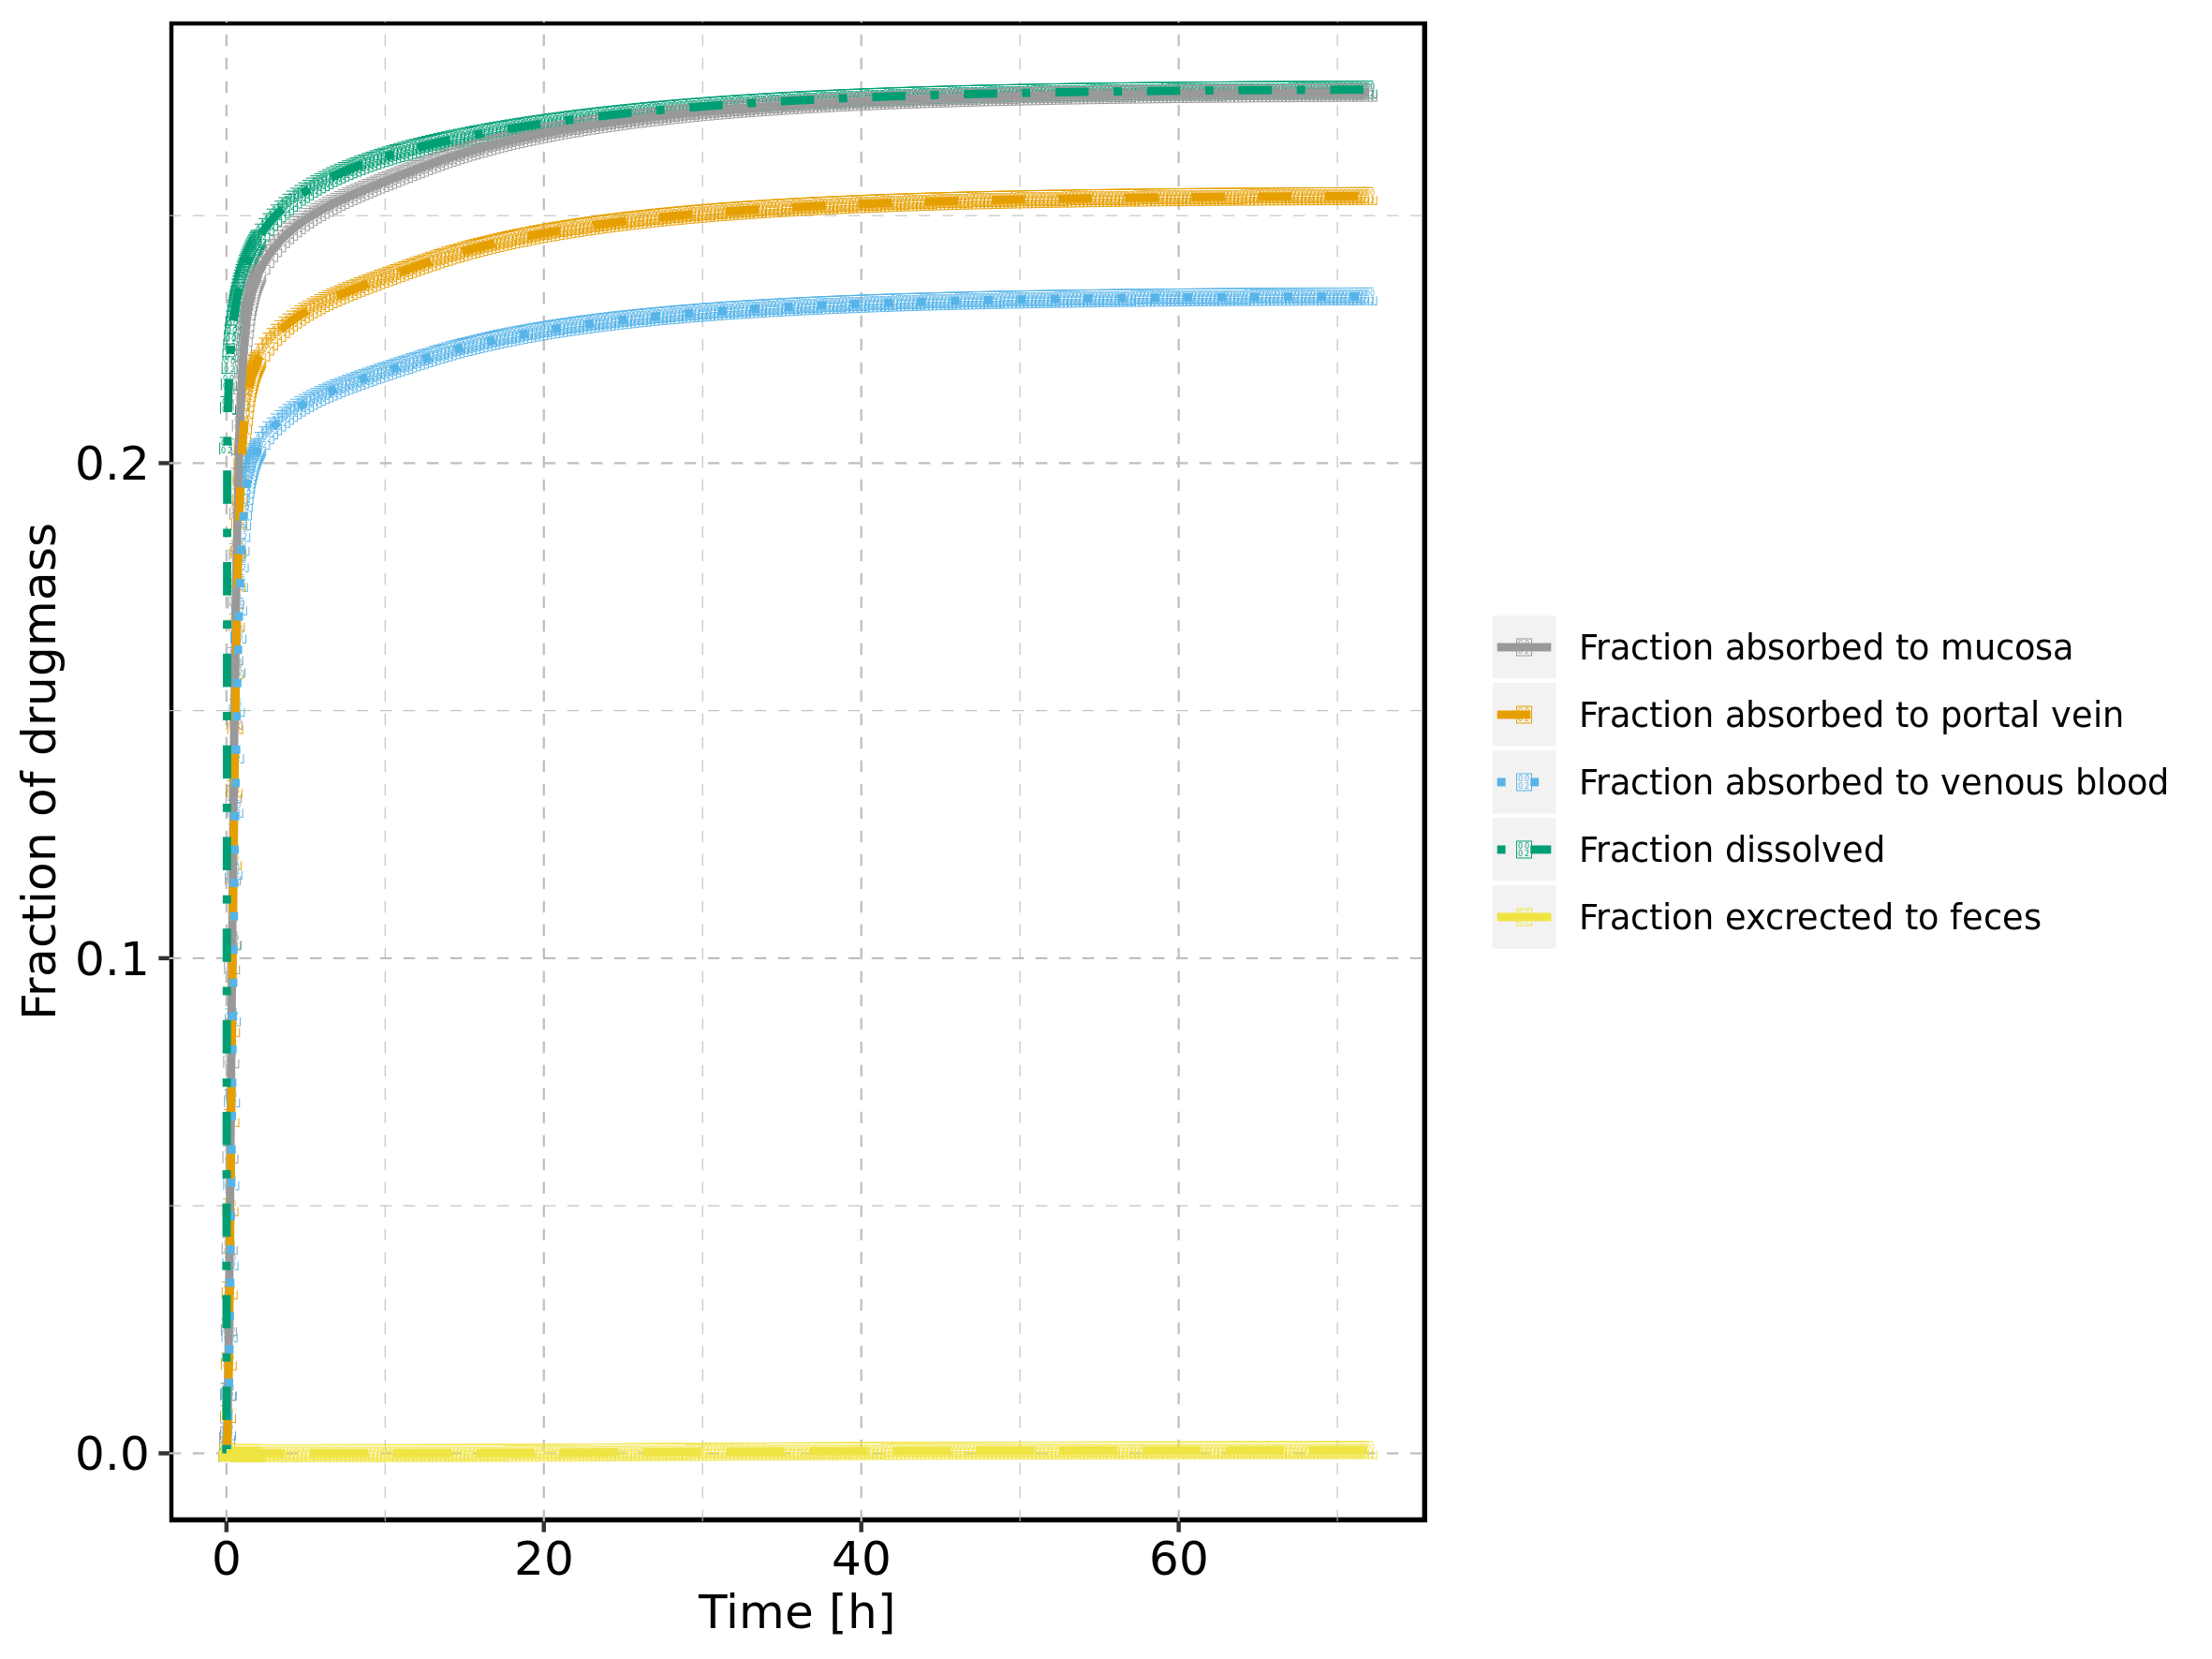 Fraction of drugmass
0.2
0.1
0.0
0 20 40 60
Time [h]
Fraction absorbed to mucosa
Fraction absorbed to portal vein
Fraction absorbed to venous blood
Fraction dissolved
Fraction excrected to feces